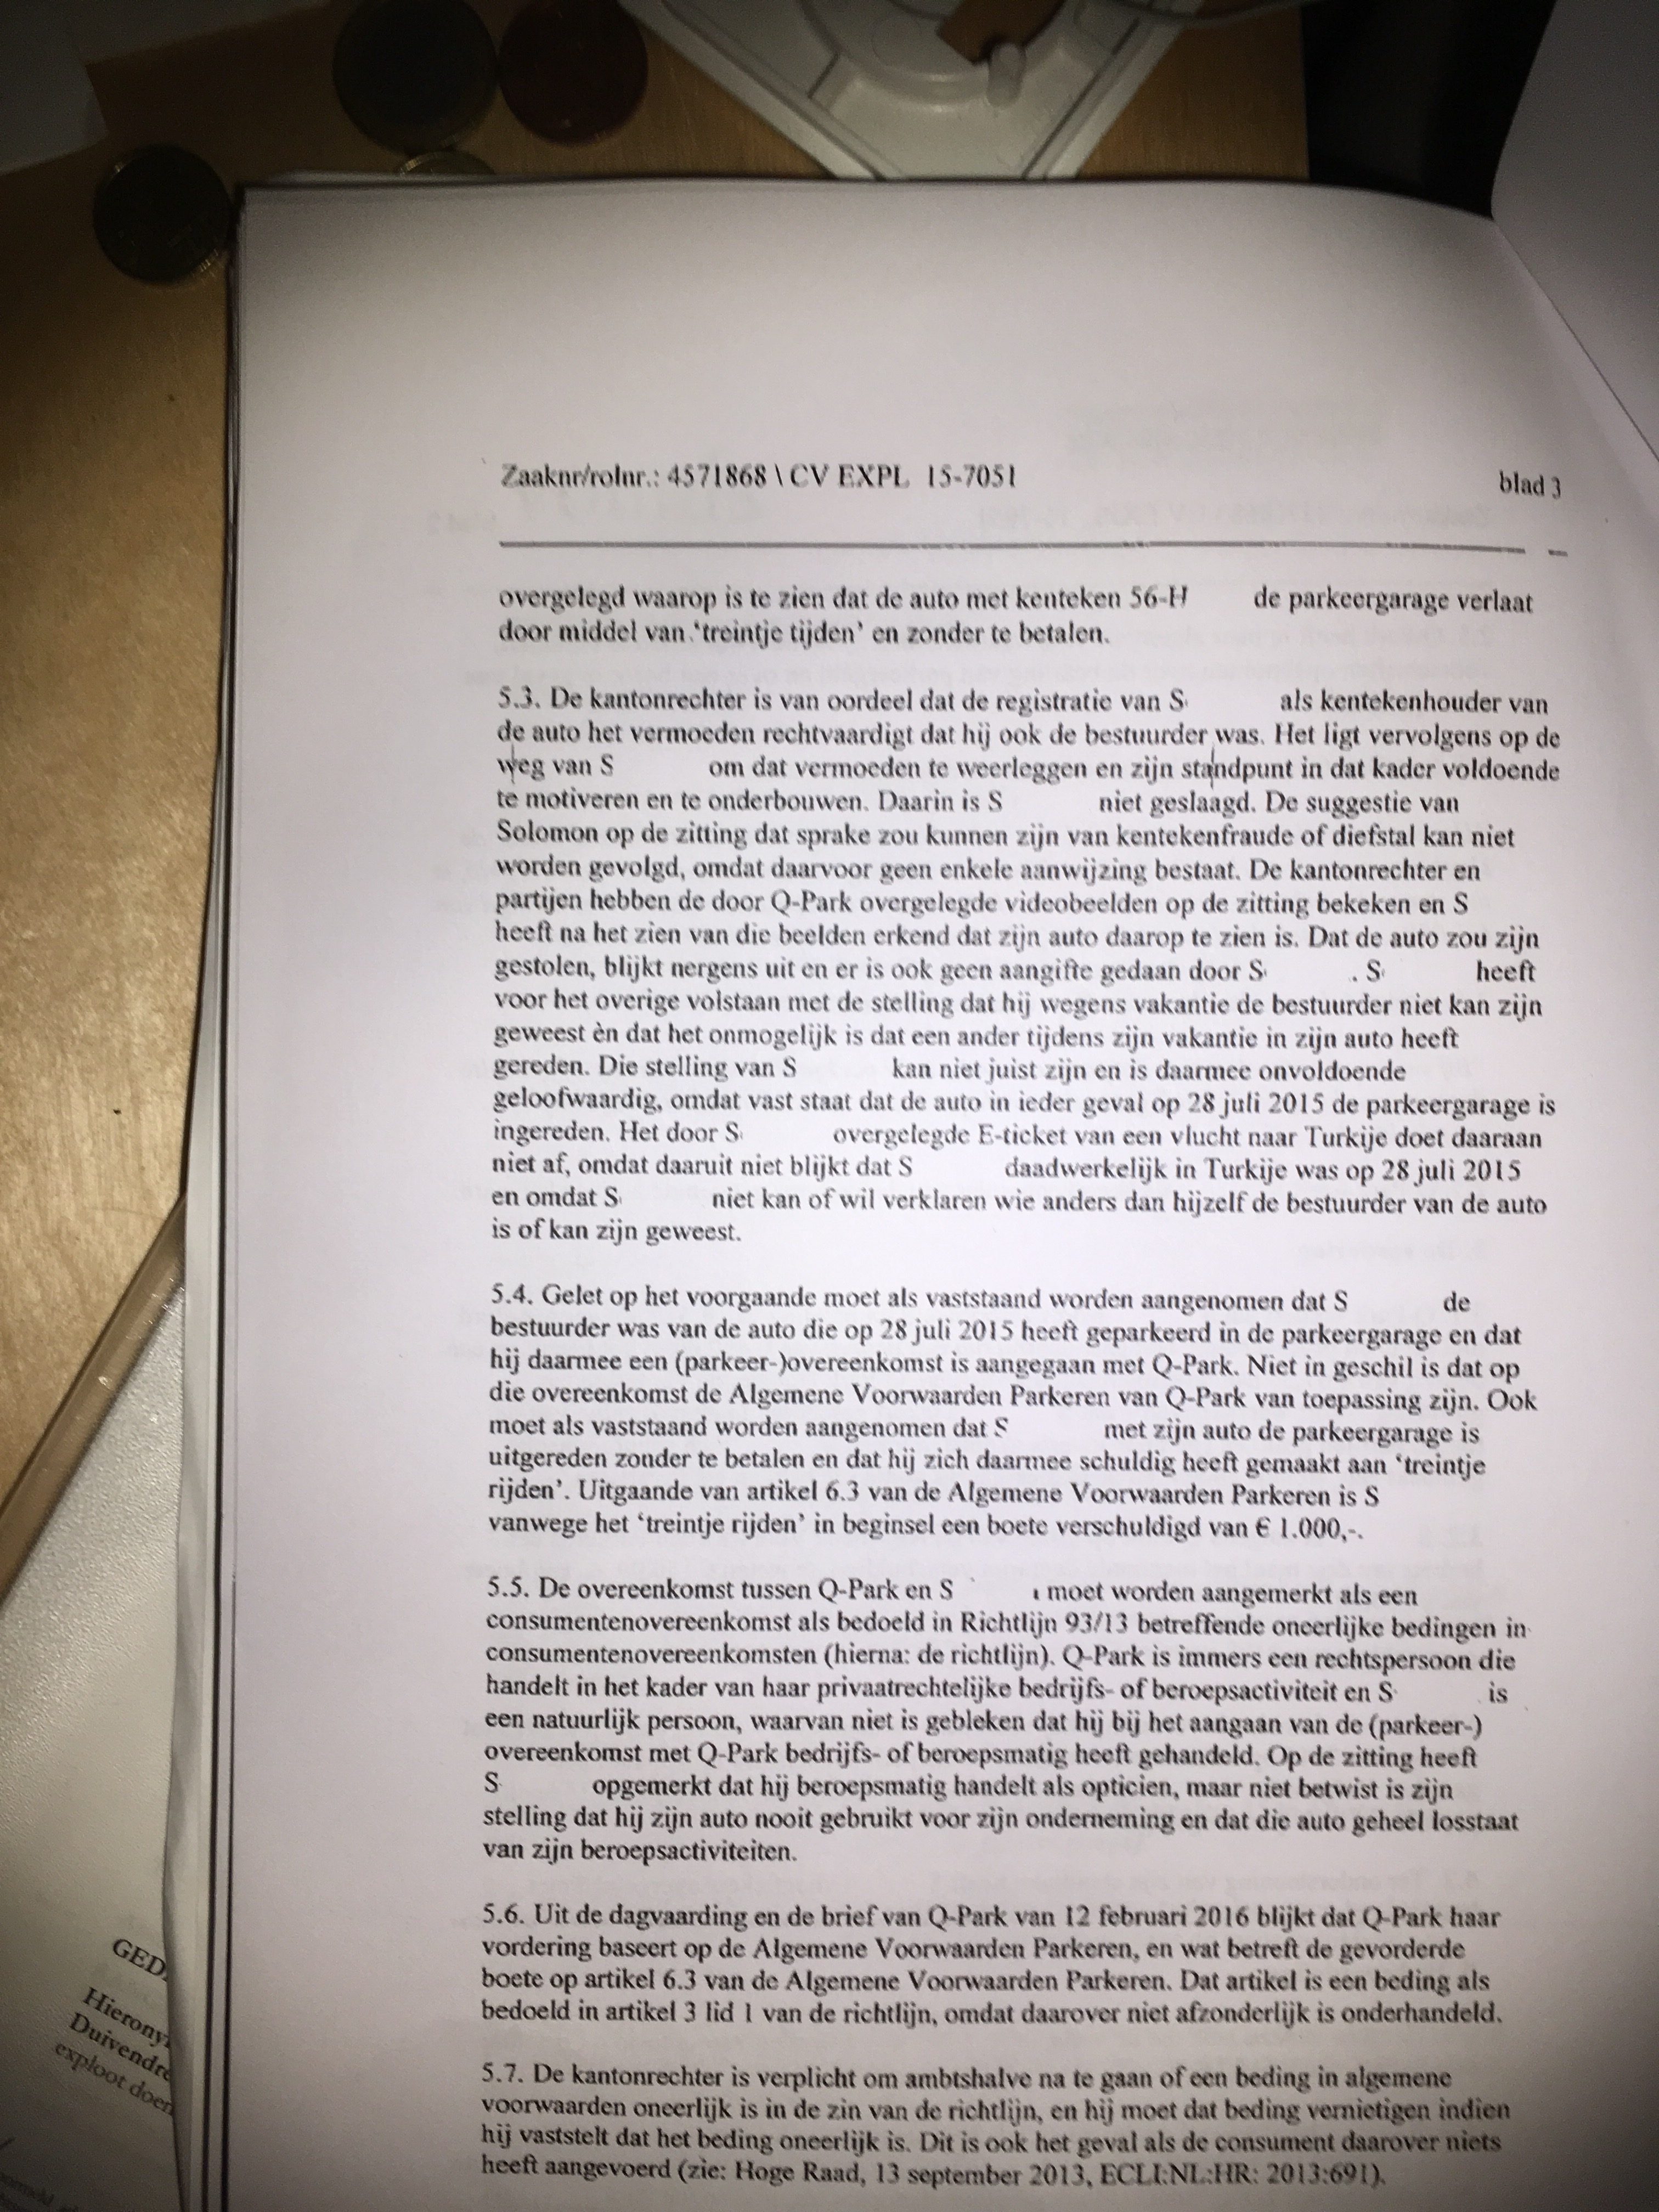 Zaaknr/rolnr.: 4571868 \ CV EXPL 15-7051 blad 3
overgelegd waarop is te zien dat de auto met kenteken 56-H de parkeergarage verlaat
door middel van 'treintje tijden' en zonder te betalen.
5.3. De kantonrechter is van oordeel dat de registratie van S als kentekenhouder van
de auto het vermoeden rechtvaardigt dat hij ook de bestuurder was. Het ligt vervolgens op de
weg van S om dat vermoeden te weerleggen en zijn standpunt in dat kader voldoende
te motiveren en te onderbouwen. Daarin is S niet geslaagd. De suggestie van
Solomon op de zitting dat sprake zou kunnen zijn van kentekenfraude of diefstal kan niet
worden gevolgd, omdat daarvoor geen enkele aanwijzing bestaat. De kantonrechter en
partijen hebben de door Q-Park overgelegde videobeelden op de zitting bekeken en S
heeft na het zien van die beelden erkend dat zijn auto daarop te zien is. Dat de auto zou zijn
gestolen, blijkt nergens uit en er is ook geen aangifte gedaan door S . S heeft
voor het overige volstaan met de stelling dat hij wegens vakantie de bestuurder niet kan zijn
geweest èn dat het onmogelijk is dat een ander tijdens zijn vakantie in zijn auto heeft
gereden. Die stelling van S kan niet juist zijn en is daarmee onvoldoende
geloofwaardig, omdat vast staat dat de auto in ieder geval op 28 juli 2015 de parkeergarage is
ingereden. Het door S overgelegde E-ticket van een vlucht naar Turkije doet daaraan
niet af, omdat daaruit niet blijkt dat S daadwerkelijk in Turkije was op 28 juli 2015
en omdat S niet kan of wil verklaren wie anders dan hijzelf de bestuurder van de auto
is of kan zijn geweest.
5.4. Gelet op het voorgaande moet als vaststaand worden aangenomen dat S de
bestuurder was van de auto die op 28 juli 2015 heeft geparkeerd in de parkeergarage en dat
hij daarmee een (parkeer-)overeenkomst is aangegaan met Q-Park. Niet in geschil is dat op
die overeenkomst de Algemene Voorwaarden Parkeren van Q-Park van toepassing zijn. Ook
moet als vaststaand worden aangenomen dat S met zijn auto de parkeergarage is
uitgereden zonder te betalen en dat hij zich daarmee schuldig heeft gemaakt aan 'treintje
rijden'. Uitgaande van artikel 6.3 van de Algemene Voorwaarden Parkeren is S
vanwege het 'treintje rijden' in beginsel een boete verschuldigd van € 1.000,-.
5.5. De overeenkomst tussen Q-Park en S moet worden aangemerkt als een
consumentenovereenkomst als bedoeld in Richtlijn 93/13 betreffende oneerlijke bedingen in
consumentenovereenkomsten (hierna: de richtlijn). Q-Park is immers een rechtspersoon die
handelt in het kader van haar privaatrechtelijke bedrijfs- of beroepsactiviteit en S is
een natuurlijk persoon, waarvan niet is gebleken dat hij bij het aangaan van de (parkeer-)
overeenkomst met Q-Park bedrijfs- of beroepsmatig heeft gehandeld. Op de zitting heeft
S opgemerkt dat hij beroepsmatig handelt als opticien, maar niet betwist is zijn
stelling dat hij zijn auto nooit gebruikt voor zijn onderneming en dat die auto geheel losstaat
van zijn beroepsactiviteiten.
5.6. Uit de dagvaarding en de brief van Q-Park van 12 februari 2016 blijkt dat Q-Park haar
vordering baseert op de Algemene Voorwaarden Parkeren, en wat betreft de gevorderde
boete op artikel 6.3 van de Algemene Voorwaarden Parkeren. Dat artikel is een beding als
bedoeld in artikel 3 lid 1 van de richtlijn, omdat daarover niet afzonderlijk is onderhandeld.
5.7. De kantonrechter is verplicht om ambtshalve na te gaan of een beding in algemene
voorwaarden oneerlijk is in de zin van de richtlijn, en hij moet dat beding vernietigen indien
hij vaststelt dat het beding oneerlijk is. Dit is ook het geval als de consument daarover niets
heeft aangevoerd (zie: Hoge Raad, 13 september 2013, ECLI:NL:HR: 2013:691).
GED
Hierony
Duivendre
exploot doen